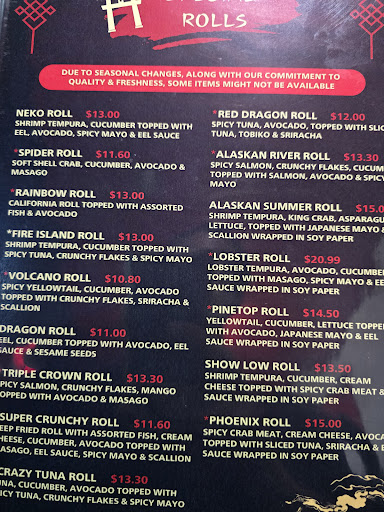 ROLLS
DUE TO SEASONAL CHANGES, ALONG WITH OUR COMMITMENT TO
QUALITY & FRESHNESS, SOME ITEMS MIGHT NOT BE AVAILABLE
NEKO ROLL $13.00
SHRIMP TEMPURA, CUCUMBER TOPPED WITH
EEL, AVOCADO, SPICY MAYO & EEL SAUCE
*SPIDER ROLL $11.60
SOFT SHELL CRAB, CUCUMBER, AVOCADO &
MASAGO
*RAINBOW ROLL $13.00
CALIFORNIA ROLL TOPPED WITH ASSORTED
FISH & AVOCADO
*FIRE ISLAND ROLL $13.00
SHRIMP TEMPURA, CUCUMBER TOPPED WITH
SPICY TUNA, CRUNCHY FLAKES & SPICY MAYO
*VOLCANO ROLL $10.80
SPICY YELLOWTAIL, CUCUMBER, AVOCADO
TOPPED WITH CRUNCHY FLAKES, SRIRACHA &
SCALLION
DRAGON ROLL $11.00
EEL, CUCUMBER TOPPED WITH AVOCADO, EEL
SAUCE & SESAME SEEDS
*TRIPLE CROWN ROLL $13.30
SPICY SALMON, CRUNCHY FLAKES, MANGO
TOPPED WITH AVOCADO & MASAGO
SUPER CRUNCHY ROLL $11.60
EEP FRIED ROLL WITH ASSORTED FISH, CREAM
HEESE, CUCUMBER, AVOCADO TOPPED WITH
MASAGO, EEL SAUCE, SPICY MAYO & SCALLION
CRAZY TUNA ROLL $13.30
UNA, CUCUMBER, AVOCADO TOPPED WITH
ICY TUNA, CRUNCHY FLAKES & SPICY MAYO
*RED DRAGON ROLL $12.00
SPICY TUNA, AVOCADO, TOPPED WITH SLIC
TUNA, TOBIKO & SRIRACHA
*ALASKAN RIVER ROLL $13.30
SPICY SALMON, CRUNCHY FLAKES, CUCUM
TOPPED WITH SALMON, AVOCADO & SPICY
MAYO
ALASKAN SUMMER ROLL $15.0
SHRIMP TEMPURA, KING CRAB, ASPARAGU
LETTUCE, TOPPED WITH JAPANESE MAYO &
SCALLION WRAPPED IN SOY PAPER
*LOBSTER ROLL $20.99
LOBSTER TEMPURA, AVOCADO, CUCUMBE
TOPPED WITH MASAGO, SPICY MAYO & EE
SAUCE WRAPPED IN SOY PAPER
*PINETOP ROLL $14.50
YELLOWTAIL, CUCUMBER, LETTUCE TOPPE
WITH AVOCADO, JAPANESE MAYO & EEL
SAUCE WRAPPED IN SOY PAPER
SHOW LOW ROLL $13.50
SHRIMP TEMPURA, CUCUMBER, CREAM
CHEESE TOPPED WITH SPICY CRAB MEAT &
SAUCE WRAPPED IN SOY PAPER
*PHOENIX ROLL $15.00
SPICY CRAB MEAT, CREAM CHEESE, AVOCA
TOPPED WITH SLICED TUNA, SRIRACHA & E
SAUCE WRAPPED IN SOY PAPER